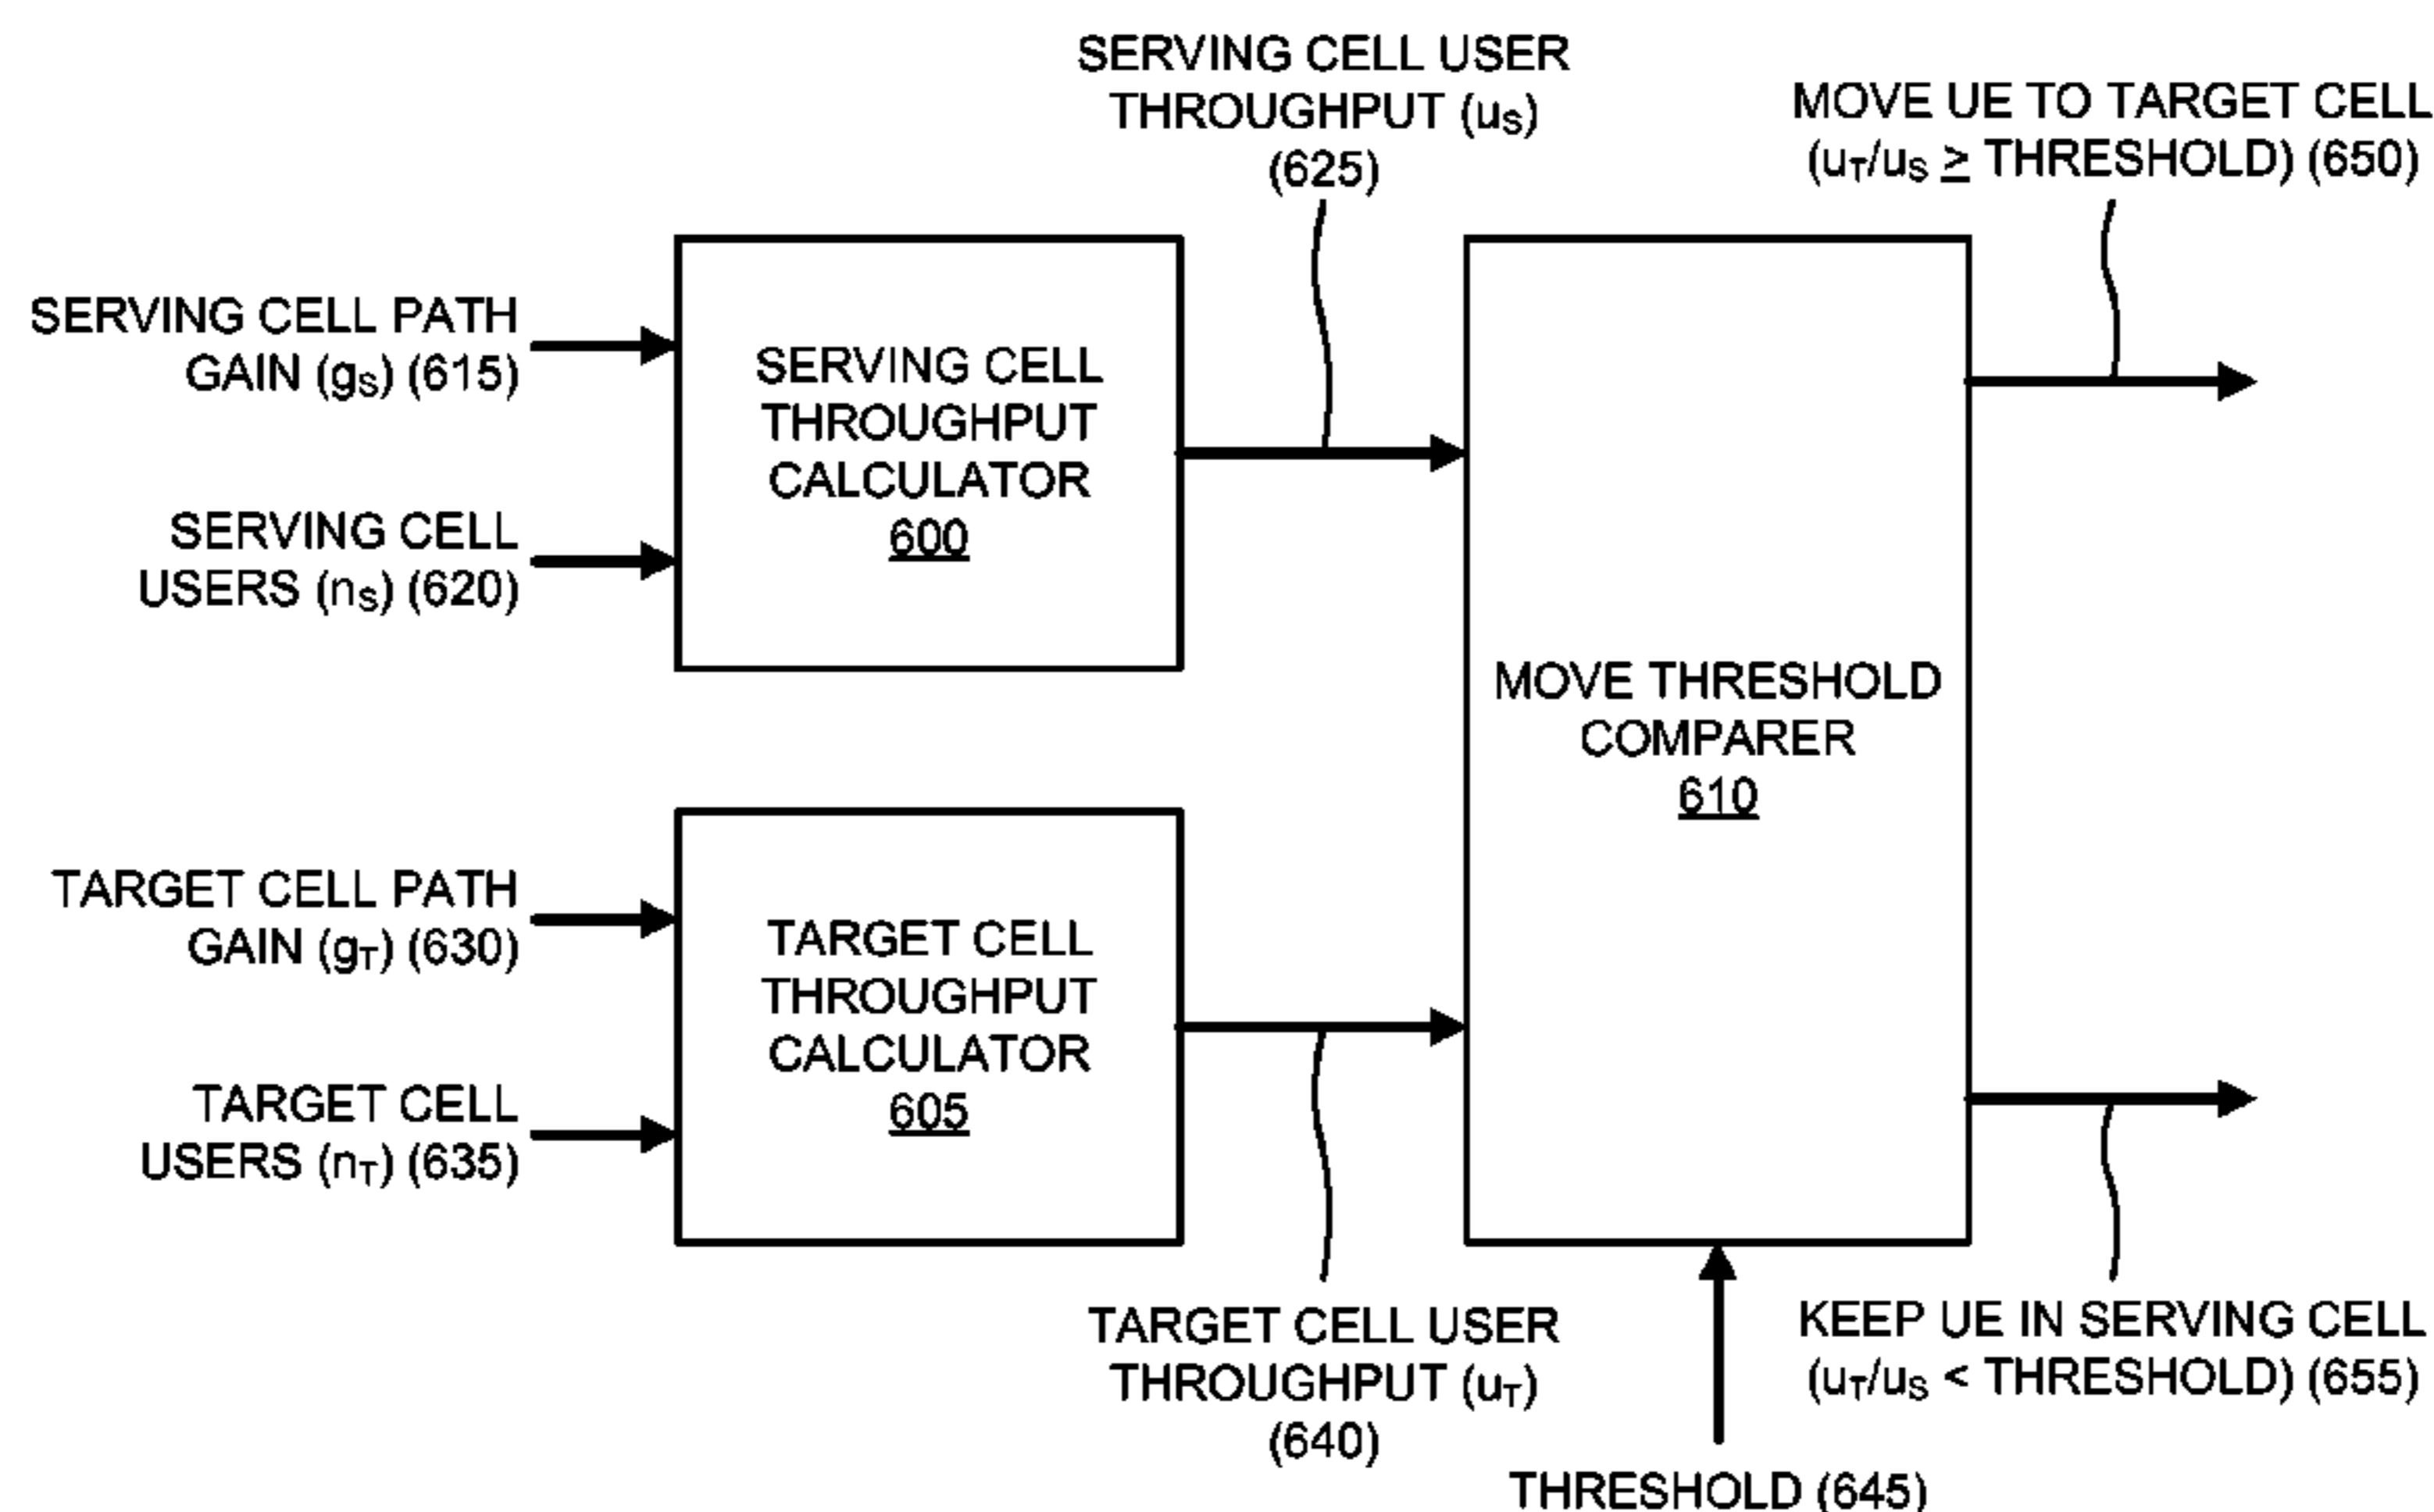 SERVING CELL USER
THROUGHPUT (uS)
(625)
MOVE UE TO TARGET CELL
(uT/uS ≥ THRESHOLD) (650)
SERVING CELL PATH
GAIN (gS) (615)
SERVING CELL
USERS (nS) (620)
SERVING CELL
THROUGHPUT
CALCULATOR
600
MOVE THRESHOLD
COMPARER
610
TARGET CELL PATH
GAIN (gT) (630)
TARGET CELL
USERS (nT) (635)
TARGET CELL
THROUGHPUT
CALCULATOR
605
TARGET CELL USER
THROUGHPUT (uT)
(640)
KEEP UE IN SERVING CELL
(uT/uS < THRESHOLD) (655)
THRESHOLD (645)